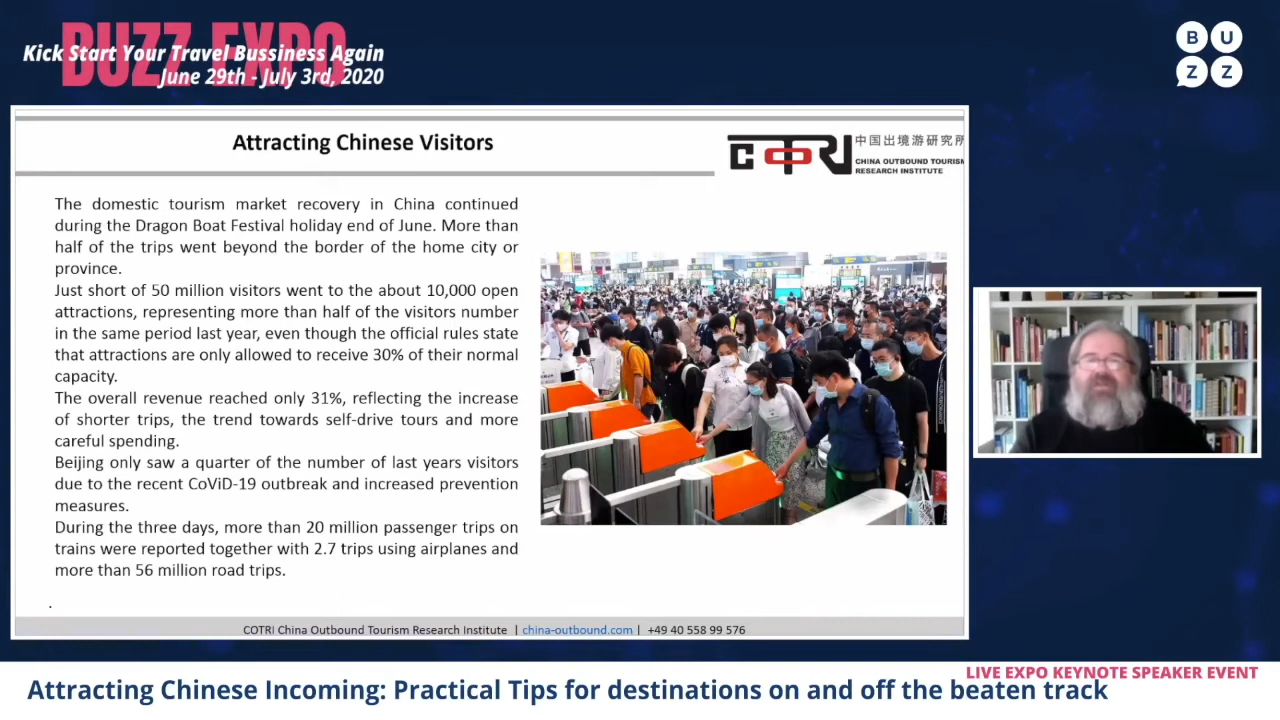 BUZZ EXPO
Kick Start Your Travel Bussiness Again
June 29th - July 3rd, 2020
B U
Z Z
Attracting Chinese Visitors
COTRI
中国出境游研究所
CHINA OUTBOUND TOURISM
RESEARCH INSTITUTE
The domestic tourism market recovery in China continued
during the Dragon Boat Festival holiday end of June. More than
half of the trips went beyond the border of the home city or
province.
Just short of 50 million visitors went to the about 10,000 open
attractions, representing more than half of the visitors number
in the same period last year, even though the official rules state
that attractions are only allowed to receive 30% of their normal
capacity.
The overall revenue reached only 31%, reflecting the increase
of shorter trips, the trend towards self-drive tours and more
careful spending.
Beijing only saw a quarter of the number of last years visitors
due to the recent CoViD-19 outbreak and increased prevention
measures.
During the three days, more than 20 million passenger trips on
trains were reported together with 2.7 trips using airplanes and
more than 56 million road trips.
.
COTRI China Outbound Tourism Research Institute | china-outbound.com | +49 40 558 99 576
LIVE EXPO KEYNOTE SPEAKER EVENT
Attracting Chinese Incoming: Practical Tips for destinations on and off the beaten track